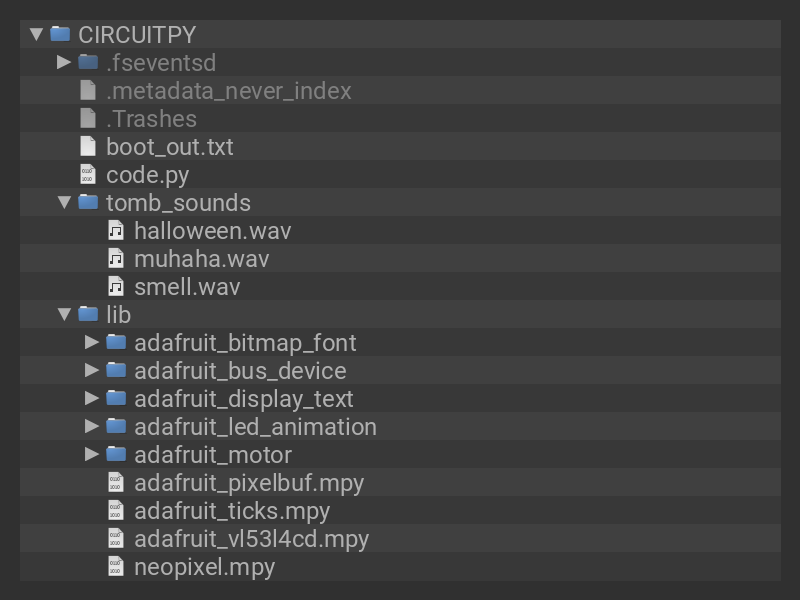 CIRCUITPY
.fseventsd
.metadata_never_index
.Trashes
boot_out.txt
code.py
tomb_sounds
halloween.wav
muhaha.wav
smell.wav
lib
adafruit_bitmap_font
adafruit_bus_device
adafruit_display_text
adafruit_led_animation
adafruit_motor
adafruit_pixelbuf.mpy
adafruit_ticks.mpy
adafruit_vl53l4cd.mpy
neopixel.mpy